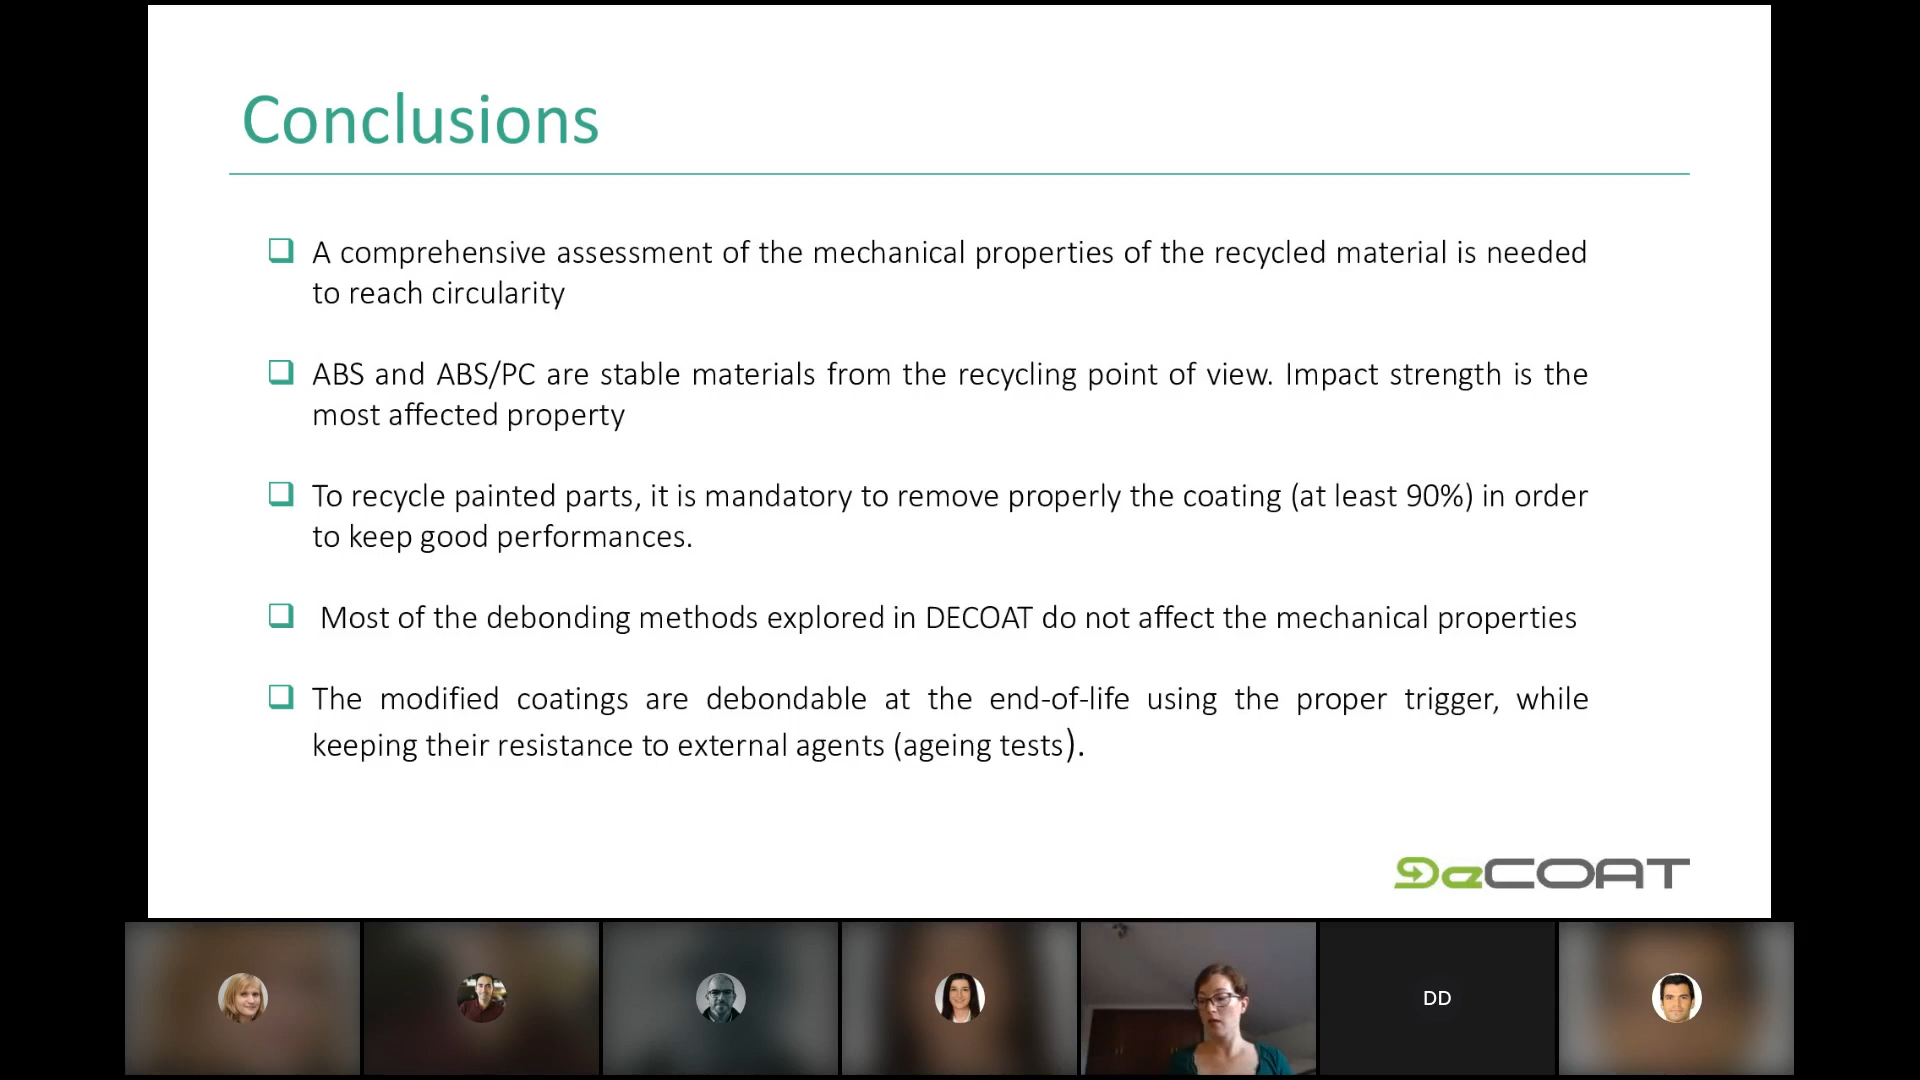 Conclusions
A comprehensive assessment of the mechanical properties of the recycled material is needed
to reach circularity
ABS and ABS/PC are stable materials from the recycling point of view. Impact strength is the
most affected property
To recycle painted parts, it is mandatory to remove properly the coating (at least 90%) in order
to keep good performances.
Most of the debonding methods explored in DECOAT do not affect the mechanical properties
The modified coatings are debondable at the end-of-life using the proper trigger, while
keeping their resistance to external agents (ageing tests).
DeCOAT
DD